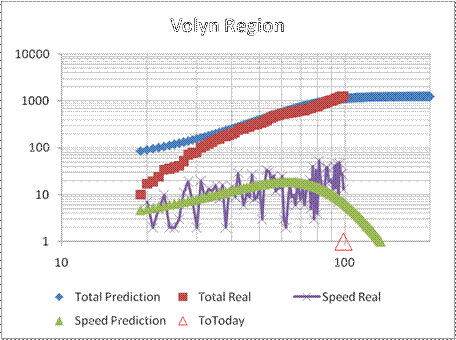 Volyn Region
10000
1000
100
10
1
10 100
Total Prediction Total Real Speed Real
Speed Prediction ToToday